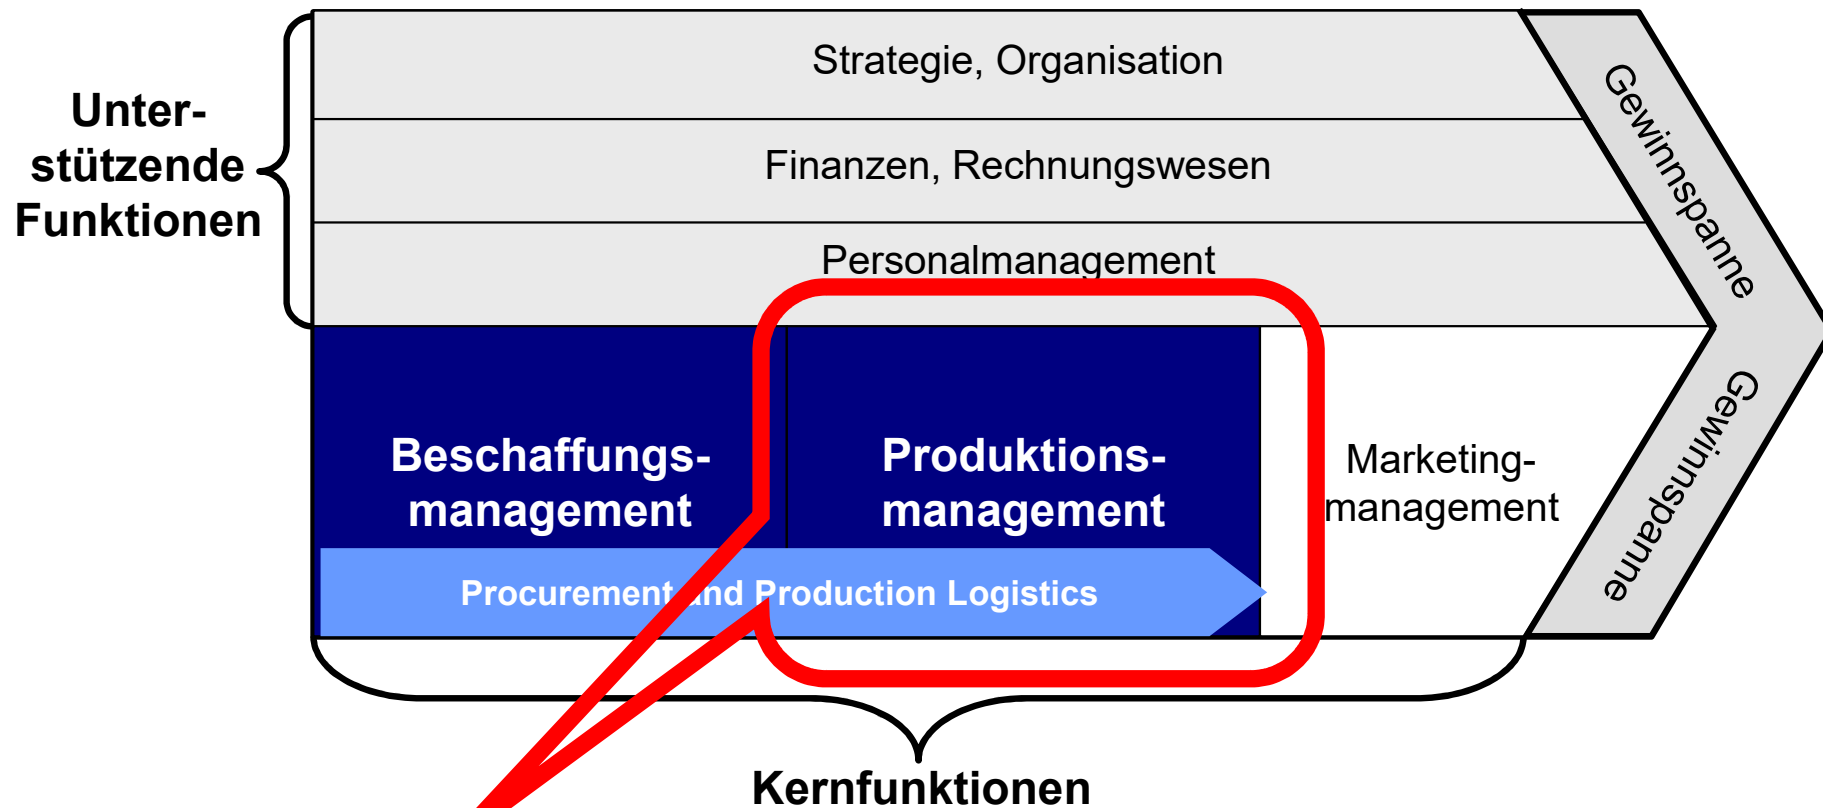 Strategie, Organisation
Unter-
stützende
Funktionen
Finanzen, Rechnungswesen
Personalmanagement
Gewinnspanne
Beschaffungs-
management
Produktions-
management
Marketing-
management
Gewinnspanne
Procurement and Production Logistics
Kernfunktionen